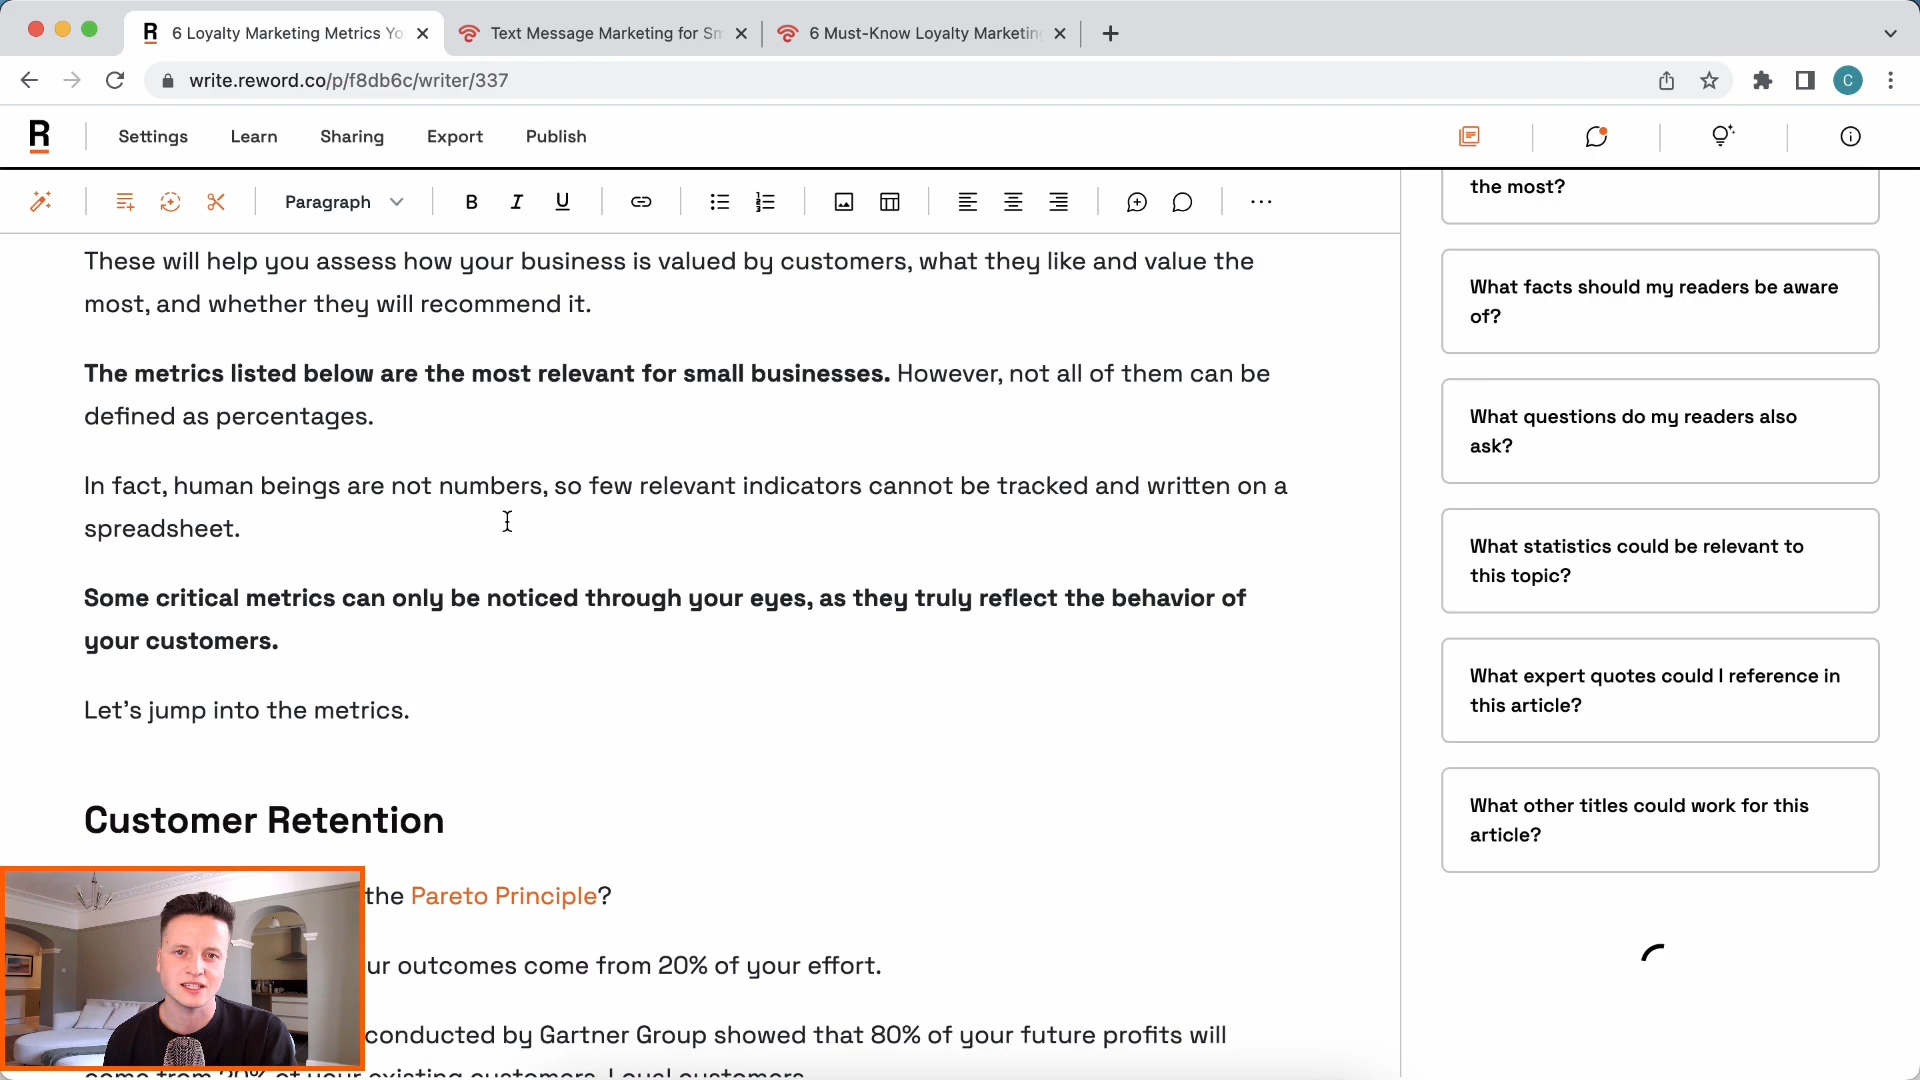 R 6 Loyalty Marketing Metrics Yo
Text Message Marketing for Sm
6 Must-Know Loyalty Marketin
write.reword.co/p/f8db6c/writer/337
C
R Settings Learn Sharing Export Publish
Paragraph B I U
These will help you assess how your business is valued by customers, what they like and value the
most, and whether they will recommend it.
The metrics listed below are the most relevant for small businesses. However, not all of them can be
defined as percentages.
In fact, human beings are not numbers, so few relevant indicators cannot be tracked and written on a
spreadsheet.
Some critical metrics can only be noticed through your eyes, as they truly reflect the behavior of
your customers.
Let's jump into the metrics.
Customer Retention
the Pareto Principle?
ur outcomes come from 20% of your effort.
conducted by Gartner Group showed that 80% of your future profits will
come from 20% of your existing customers. Loyal customers
the most?
What facts should my readers be aware
of?
What questions do my readers also
ask?
What statistics could be relevant to
this topic?
What expert quotes could I reference in
this article?
What other titles could work for this
article?